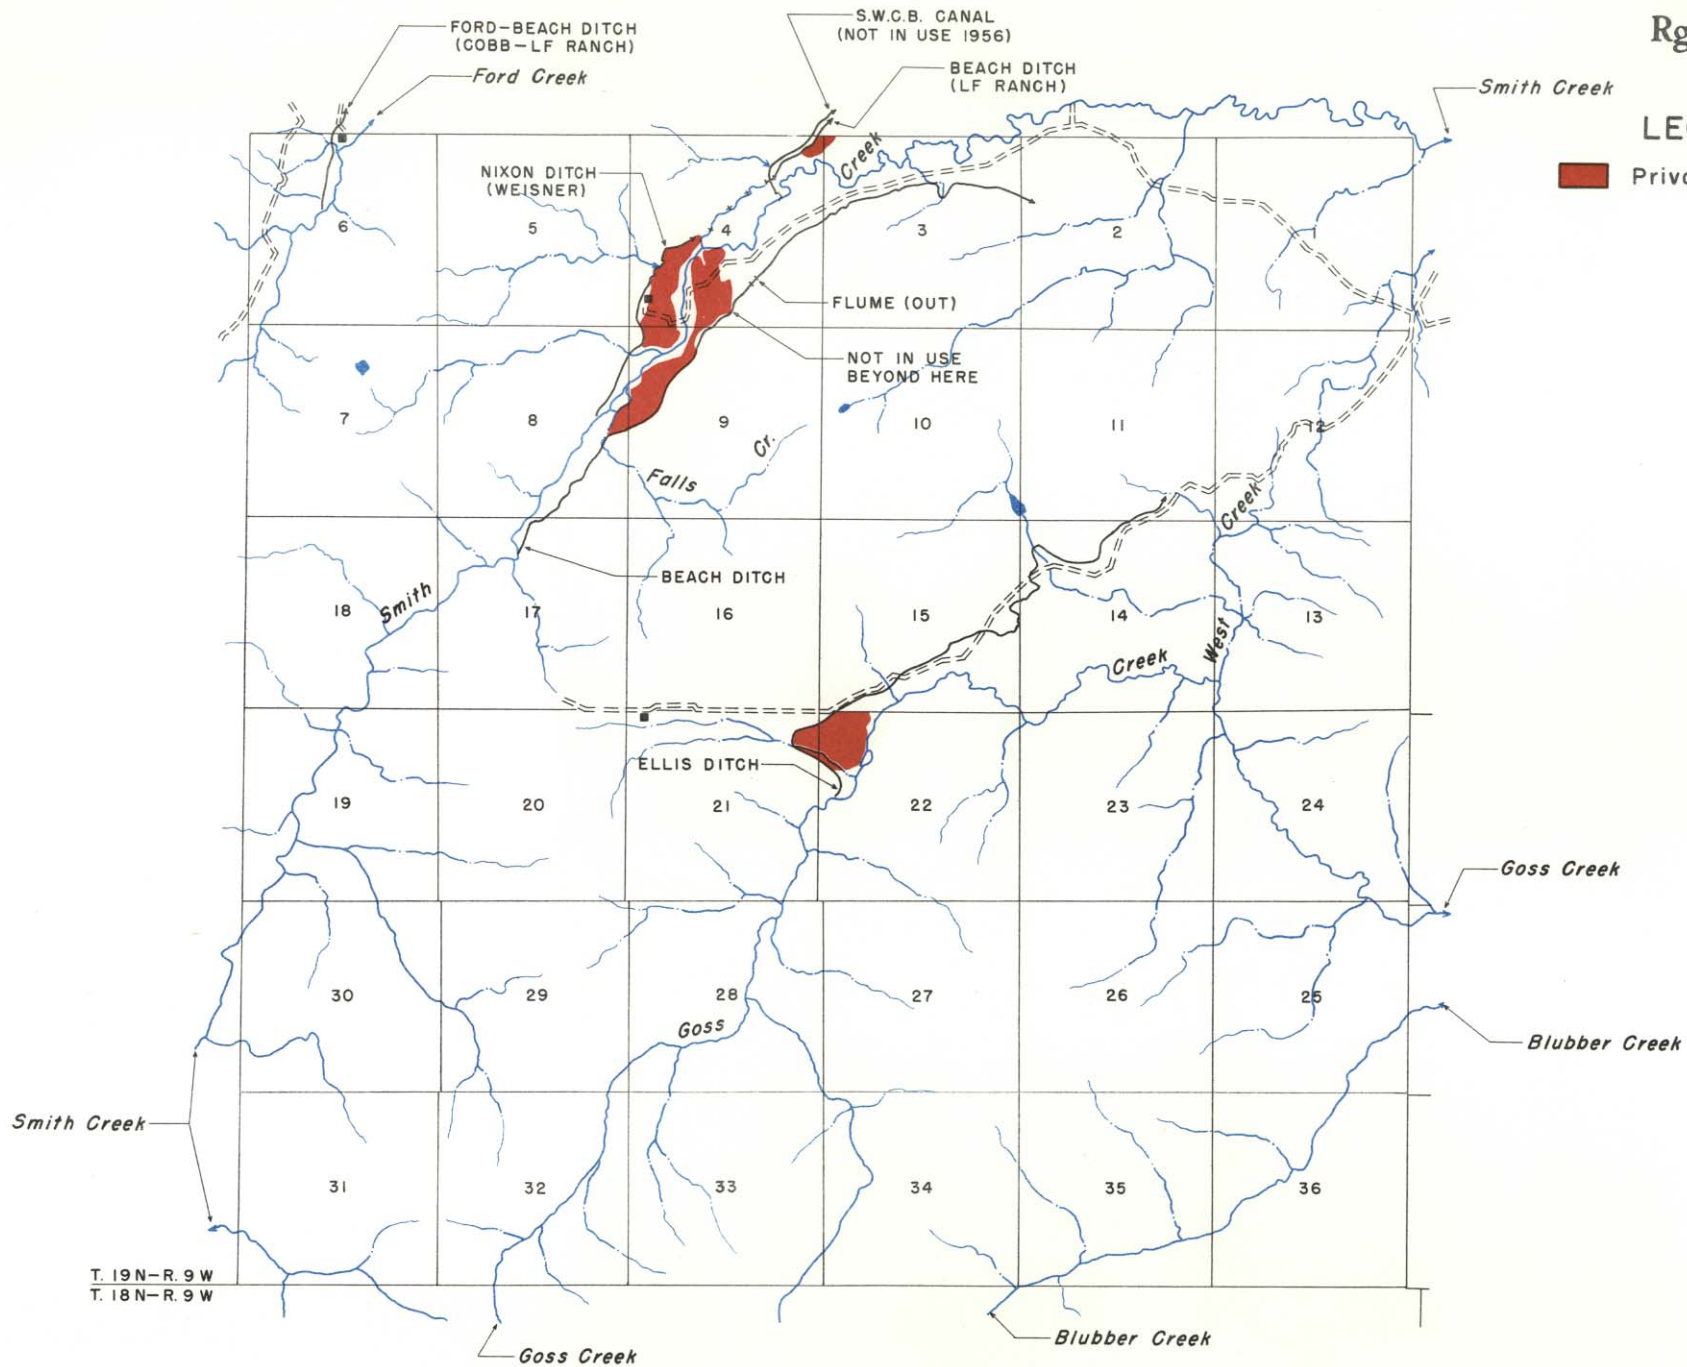 FORD-BEACH DITCH
(COBB-LF RANCH)
Ford Creek
S.W.C.B. CANAL
(NOT IN USE 1956)
BEACH DITCH
(LF RANCH)
Rg
Smith Creek
LE
Priv
NIXON DITCH
(WEISNER)
Creek
6
5
4
3
2
FLUME (OUT)
NOT IN USE
BEYOND HERE
7
8
9
10
11
12
Falls Cr.
Creek
BEACH DITCH
18
Smith
17
16
15
14
13
West
Creek
ELLIS DITCH
19
20
21
22
23
24
Goss Creek
30
29
28
27
26
25
Goss
Blubber Creek
Smith Creek
31
32
33
34
35
36
T. 19N-R. 9 W
T. 18N-R. 9 W
Goss Creek
Blubber Creek